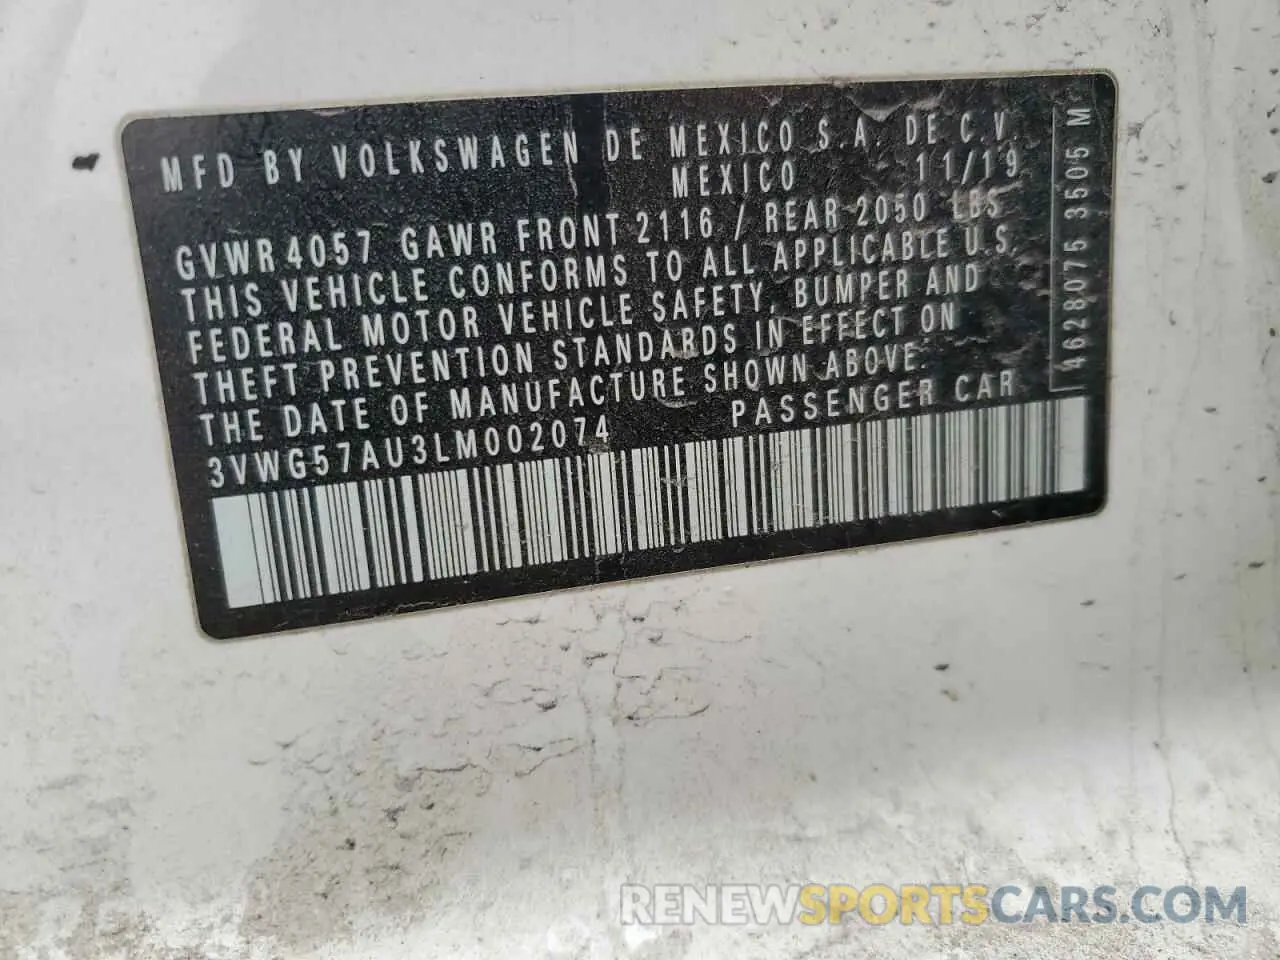 MFD BY VOLKSWAGEN DE MEXICO S.A. DE C.V.
MEXICO 11/19
GVWR 4057 GAWR FRONT 2116 / REAR 2050 LBS
THIS VEHICLE CONFORMS TO ALL APPLICABLE U.S.
FEDERAL MOTOR VEHICLE SAFETY, BUMPER AND
THEFT PREVENTION STANDARDS IN EFFECT ON
THE DATE OF MANUFACTURE SHOWN ABOVE.
3VWG57AU3LM002074 PASSENGER CAR
4628075 3505 M
RENEWSPORTSCARS.COM